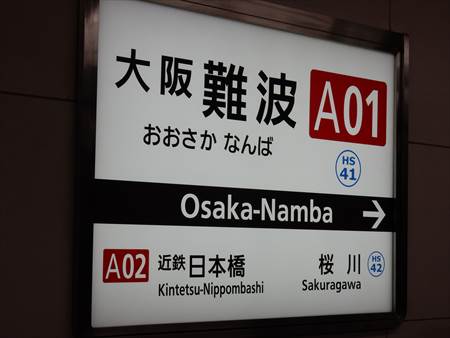 大阪難波 A01
おおさか なんば
HS
41
Osaka-Namba →
A02 近鉄日本橋 桜川 HS 42
Kintetsu-Nippombashi Sakuragawa